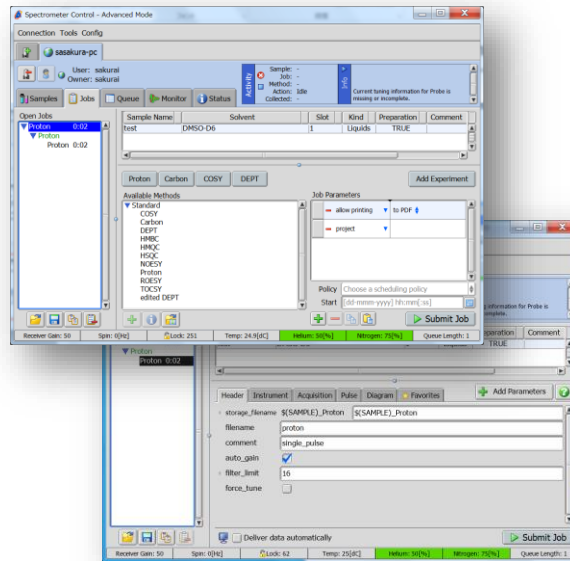 Spectrometer Control - Advanced Mode
Connection Tools Config
sasakura-pc
User: sakurai
Owner: sakurai
Activity
Sample: -
Job: -
Method: -
Action: Idle
Collected: -
Info
Current tuning information for Probe is
missing or incomplete.
Samples Jobs Queue Monitor Status
Open Jobs
Proton 0:02
Proton
Proton 0:02
Sample Name Solvent Slot Kind Preparation Comment
test DMSO-D6 1 Liquids TRUE
Proton Carbon COSY DEPT Add Experiment
Available Methods
Standard
COSY
Carbon
DEPT
HMBC
HMQC
HSQC
NOESY
Proton
ROESY
TOCSY
edited DEPT
Job Parameters
allow printing to PDF
project
Policy Choose a scheduling policy
Start [dd-mmm-yyyy] hh:mm[:ss]
Submit Job
Receiver Gain: 50 Spin: 0[Hz] Lock: 251 Temp: 24.9[dC] Helium: 50[%] Nitrogen: 75[%] Queue Length: 1
ng information for Probe is
mplete.
paration Comment
TRUE
Proton
Proton 0:02
Header Instrument Acquisition Pulse Diagram Favorites Add Parameters
storage_filename $(SAMPLE)_Proton $(SAMPLE)_Proton
filename proton
comment single_pulse
auto_gain
filter_limit 16
force_tune
Deliver data automatically Submit Job
Receiver Gain: 50 Spin: 0[Hz] Lock: 62 Temp: 25[dC] Helium: 50[%] Nitrogen: 75[%] Queue Length: 1